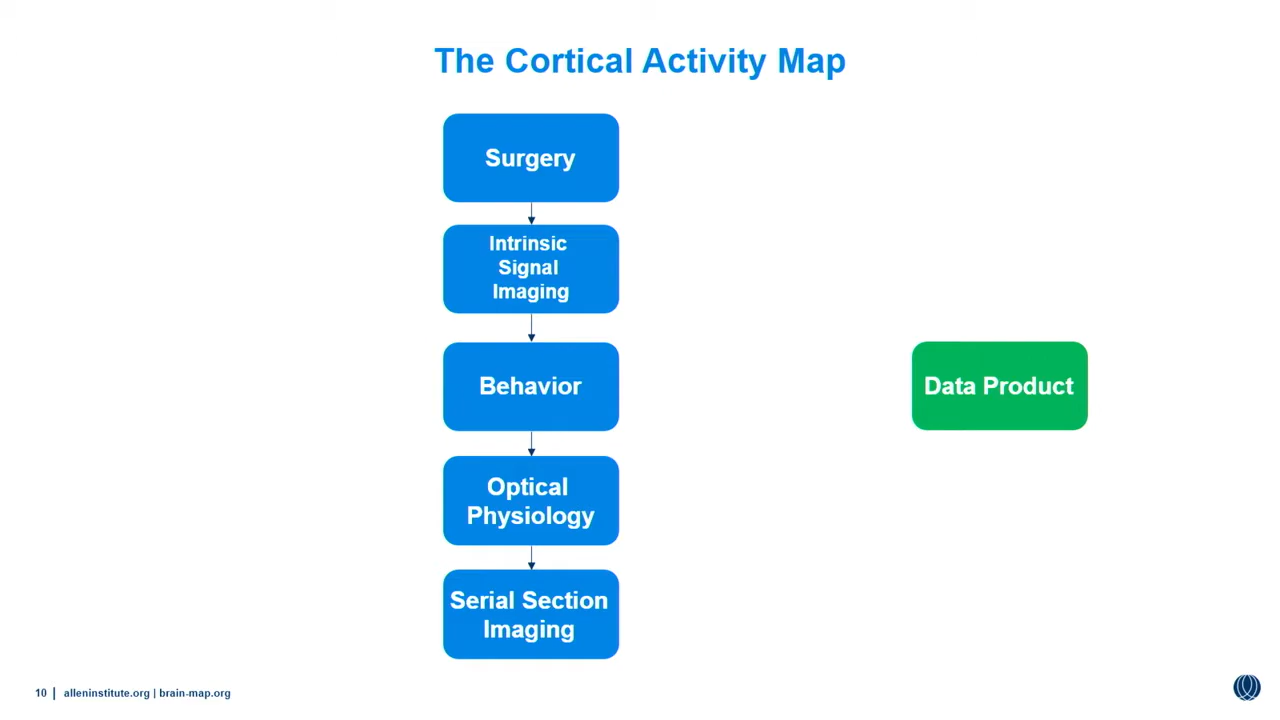 The Cortical Activity Map
Surgery
Intrinsic
Signal
Imaging
Behavior
Data Product
Optical
Physiology
Serial Section
Imaging
10 | alleninstitute.org | brain-map.org